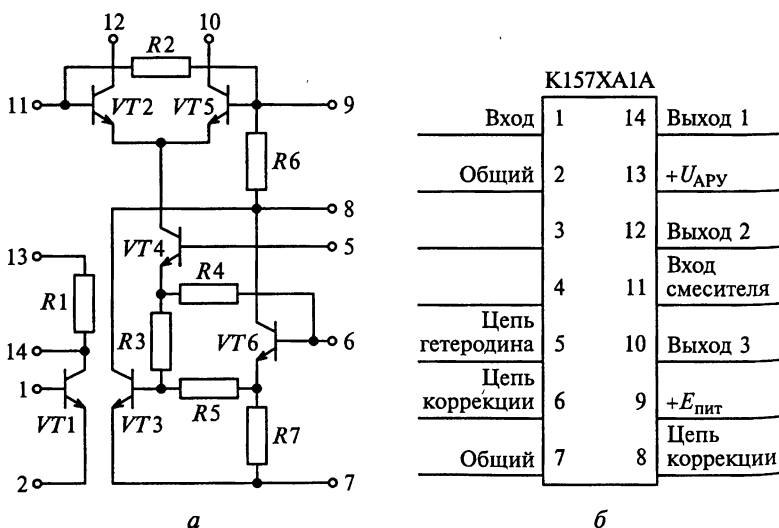 12
10
R2
11
VT2
VT5
9
R6
8
VT4
5
13
R4
R1
R3
VT6
6
14
1
R5
VT1
VT3
R7
2
7
а
К157ХА1А
Вход 1 14 Выход 1
Общий 2 13 +UАРУ
3 12 Выход 2
4 11 Вход
смесителя
Цепь
гетеродина 5 10 Выход 3
Цепь
коррекции 6 9 +Eпит
Общий 7 8 Цепь
коррекции
б